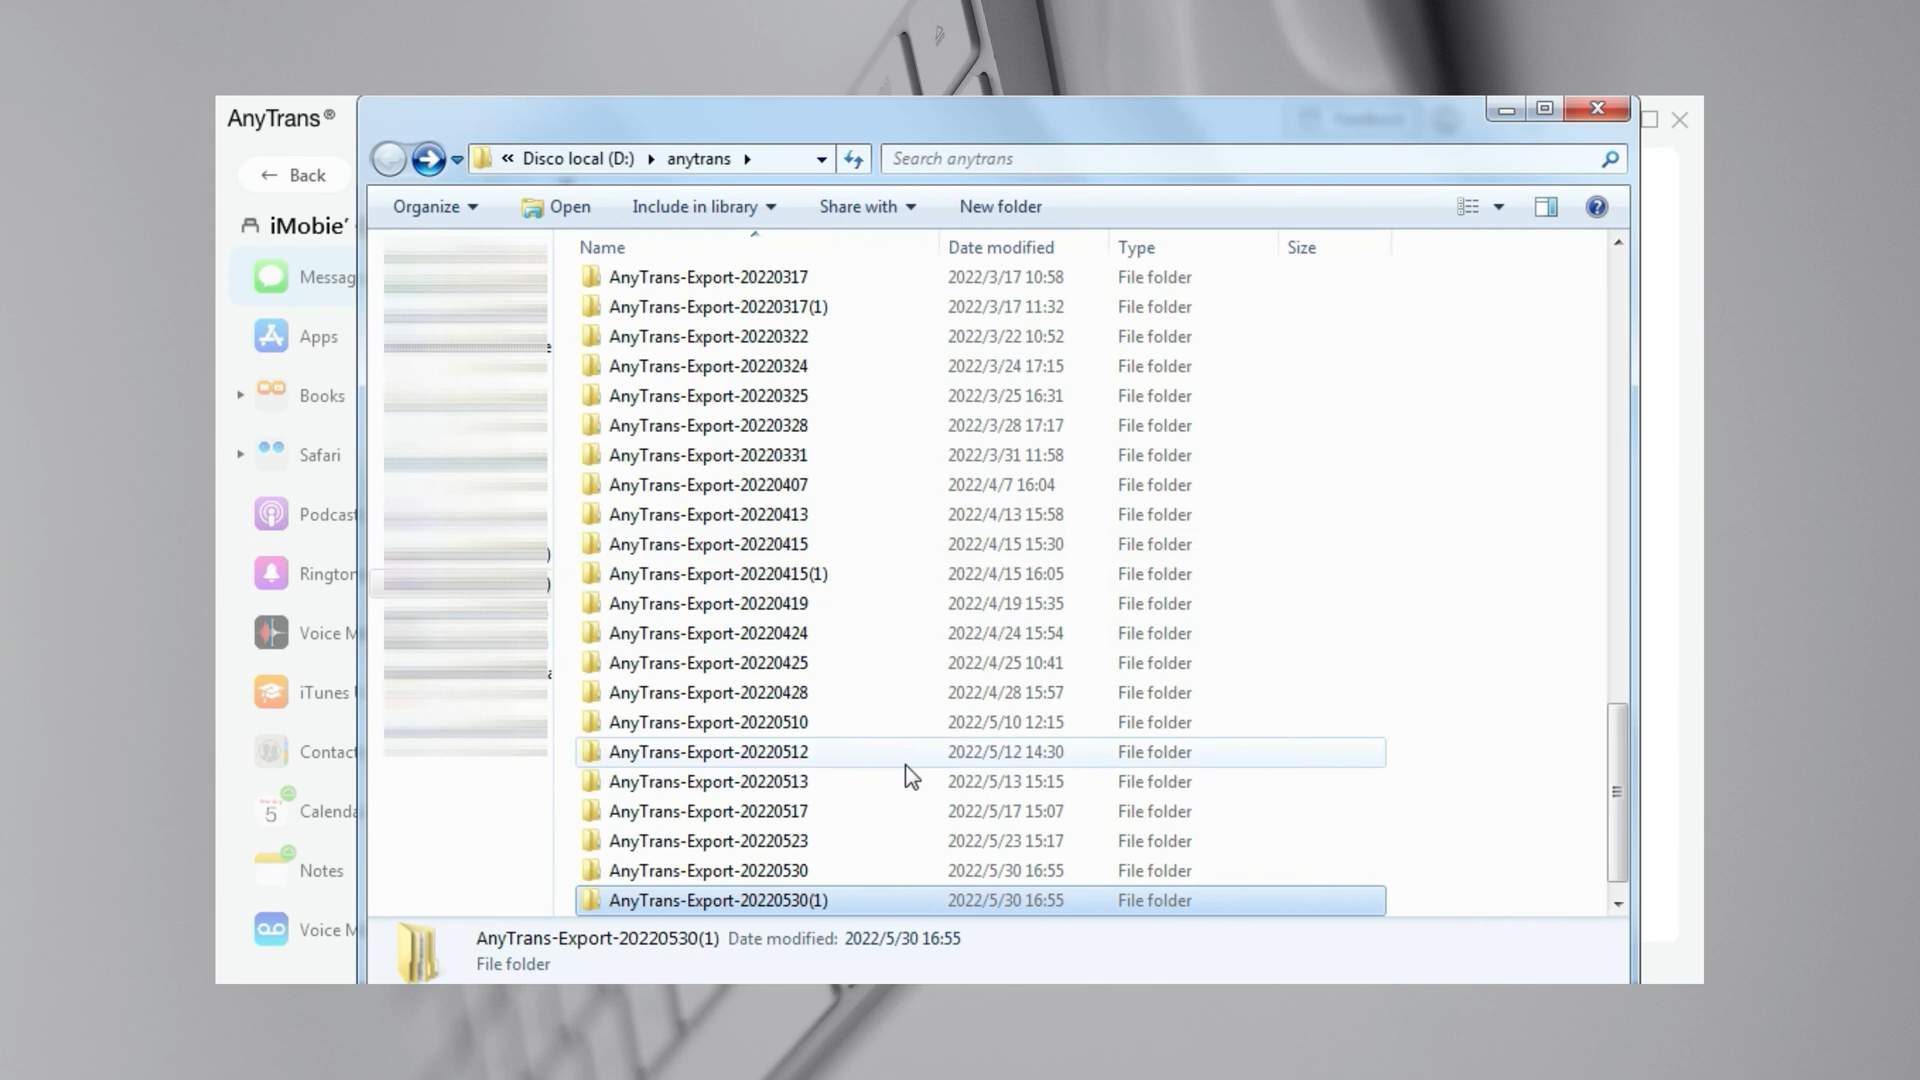 AnyTrans®
Back
iMobie'
Messag
Apps
Books
Safari
Podcast
Rington
Voice M
iTunes
Contact
5
Calenda
Notes
Voice M
« Disco local (D:) anytrans
Search anytrans
Organize Open Include in library Share with New folder
Name Date modified Type Size
AnyTrans-Export-20220317 2022/3/17 10:58 File folder
AnyTrans-Export-20220317(1) 2022/3/17 11:32 File folder
AnyTrans-Export-20220322 2022/3/22 10:52 File folder
AnyTrans-Export-20220324 2022/3/24 17:15 File folder
AnyTrans-Export-20220325 2022/3/25 16:31 File folder
AnyTrans-Export-20220328 2022/3/28 17:17 File folder
AnyTrans-Export-20220331 2022/3/31 11:58 File folder
AnyTrans-Export-20220407 2022/4/7 16:04 File folder
AnyTrans-Export-20220413 2022/4/13 15:58 File folder
AnyTrans-Export-20220415 2022/4/15 15:30 File folder
AnyTrans-Export-20220415(1) 2022/4/15 16:05 File folder
AnyTrans-Export-20220419 2022/4/19 15:35 File folder
AnyTrans-Export-20220424 2022/4/24 15:54 File folder
AnyTrans-Export-20220425 2022/4/25 10:41 File folder
AnyTrans-Export-20220428 2022/4/28 15:57 File folder
AnyTrans-Export-20220510 2022/5/10 12:15 File folder
AnyTrans-Export-20220512 2022/5/12 14:30 File folder
AnyTrans-Export-20220513 2022/5/13 15:15 File folder
AnyTrans-Export-20220517 2022/5/17 15:07 File folder
AnyTrans-Export-20220523 2022/5/23 15:17 File folder
AnyTrans-Export-20220530 2022/5/30 16:55 File folder
AnyTrans-Export-20220530(1) 2022/5/30 16:55 File folder
AnyTrans-Export-20220530(1) Date modified: 2022/5/30 16:55
File folder